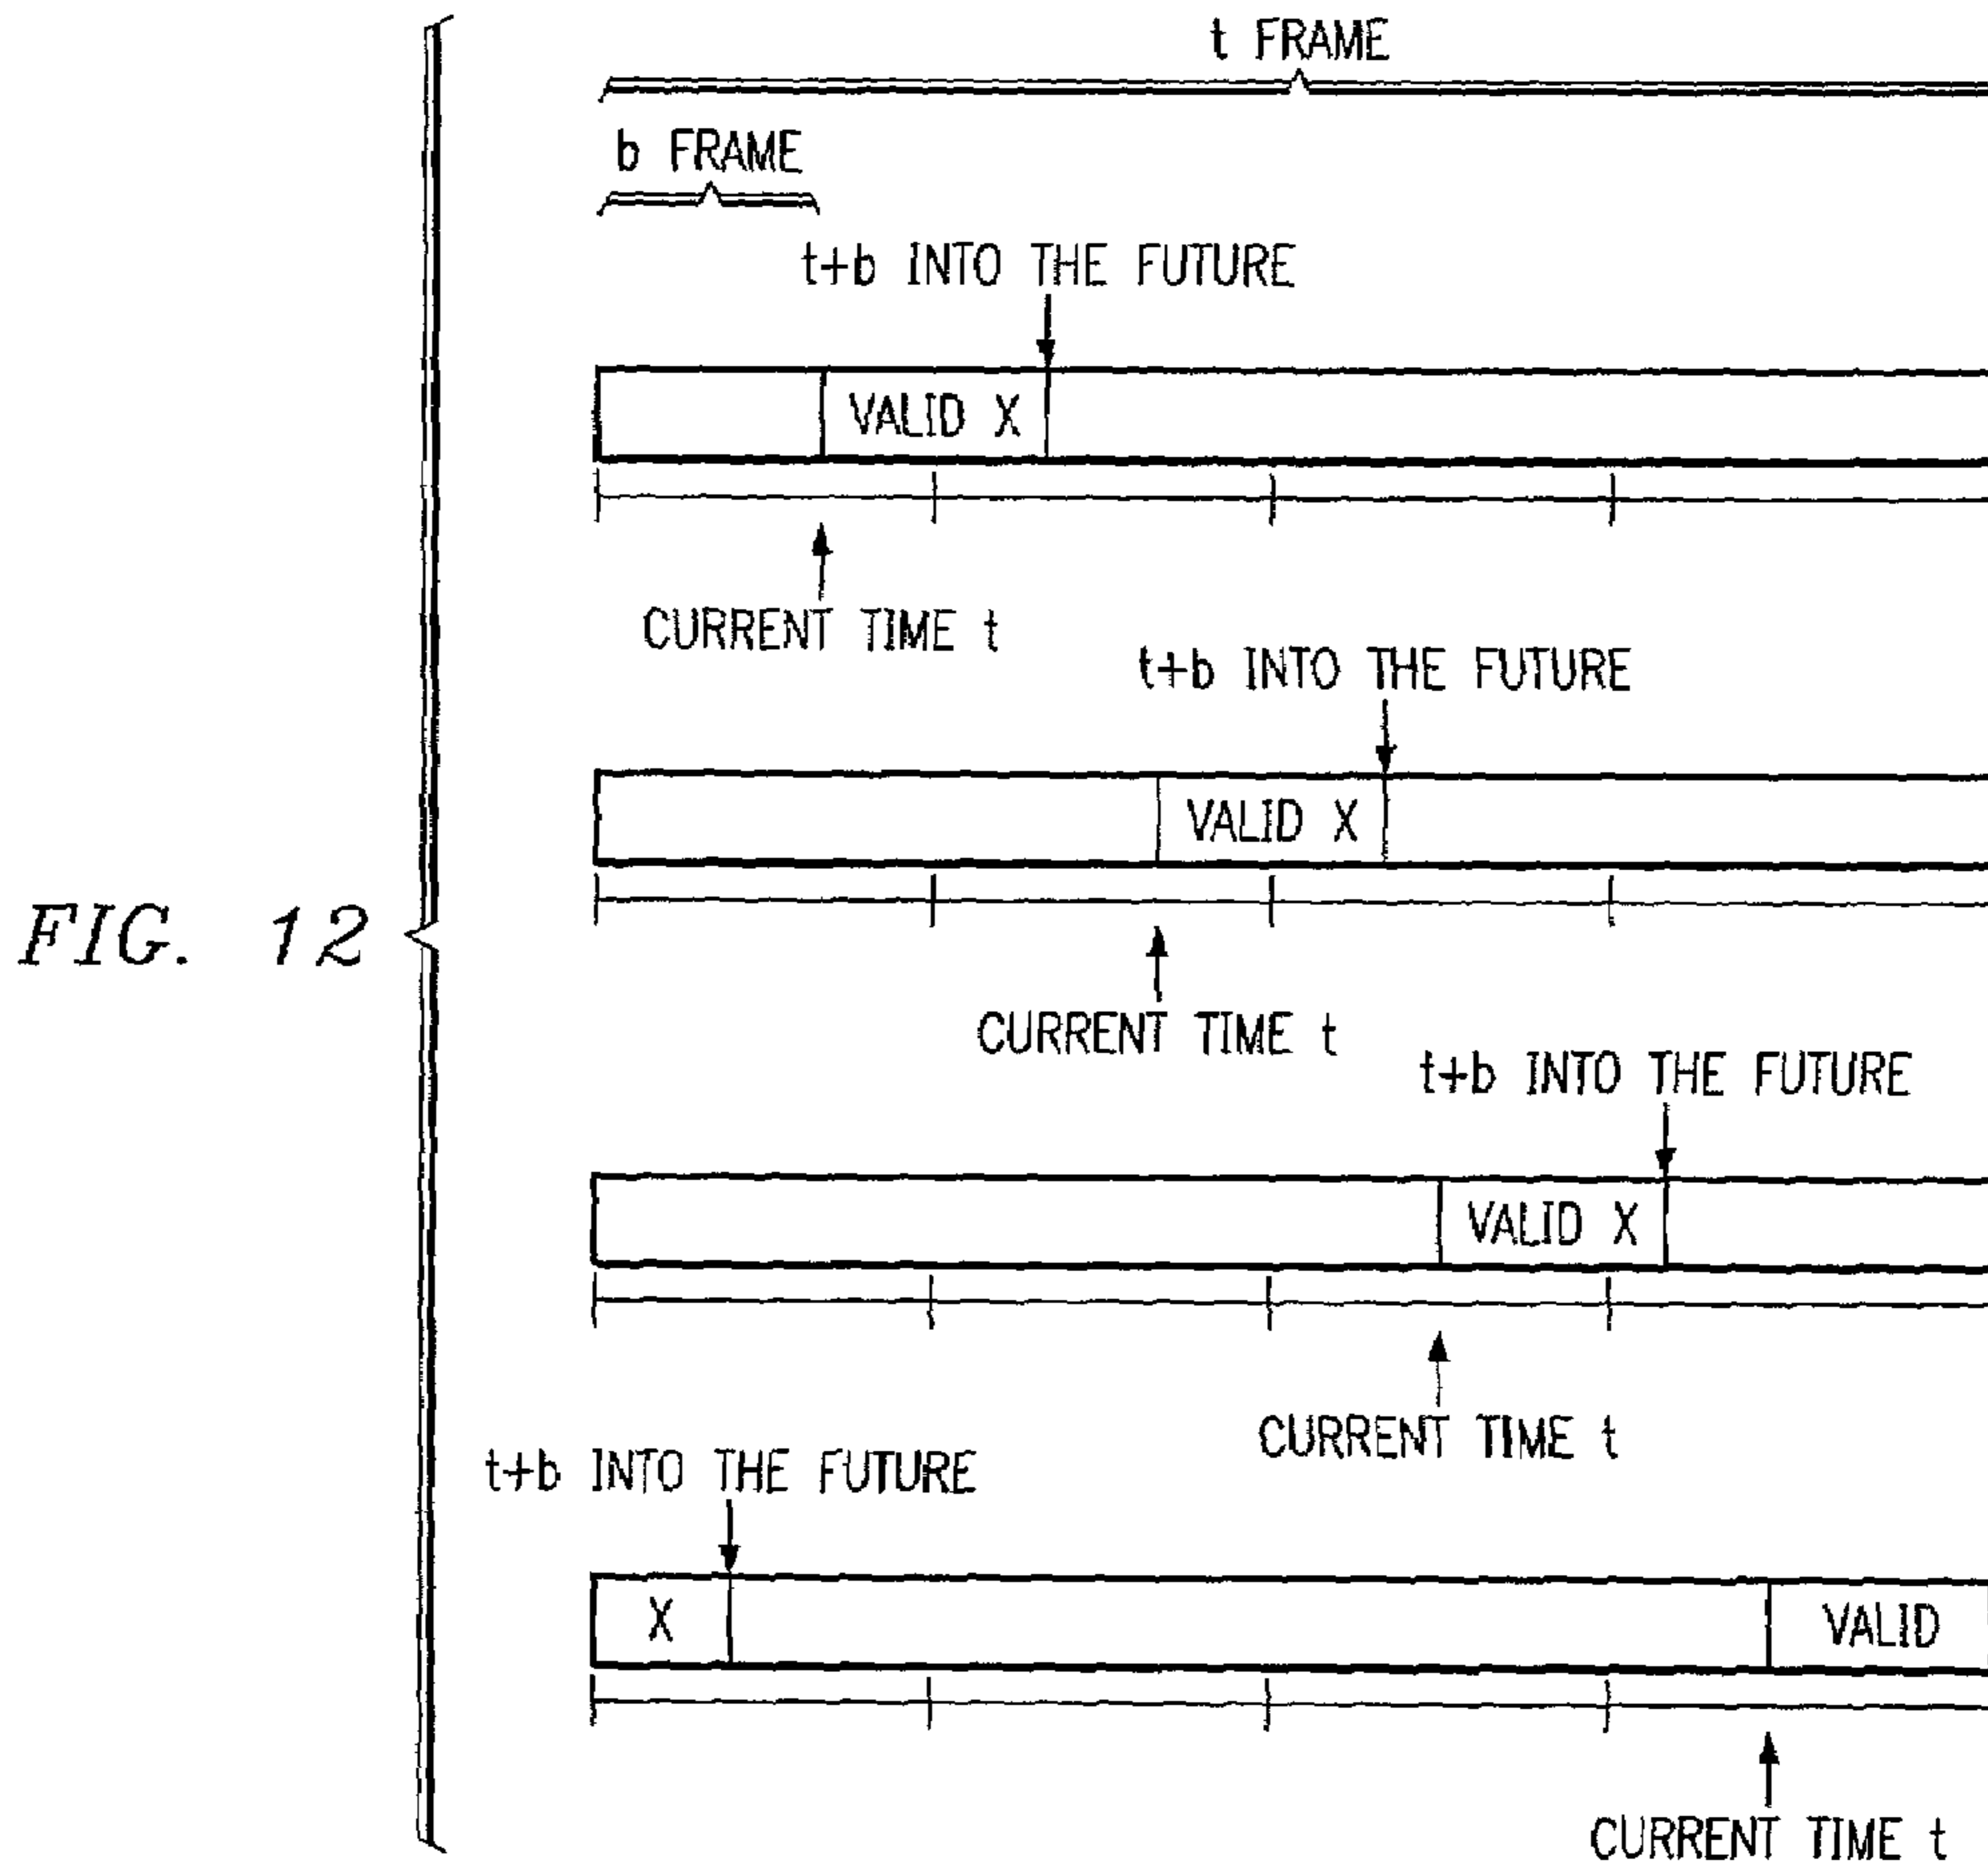 t FRAME
b FRAME
t+b INTO THE FUTURE
VALID X
CURRENT TIME t
t+b INTO THE FUTURE
VALID X
FIG. 12
CURRENT TIME t
t+b INTO THE FUTURE
VALID X
CURRENT TIME t
t+b INTO THE FUTURE
X VALID
CURRENT TIME t